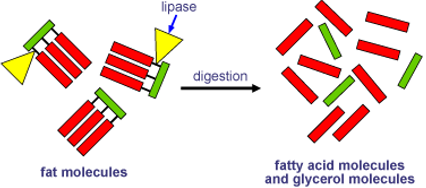 lipase
digestion
fat molecules
fatty acid molecules
and glycerol molecules